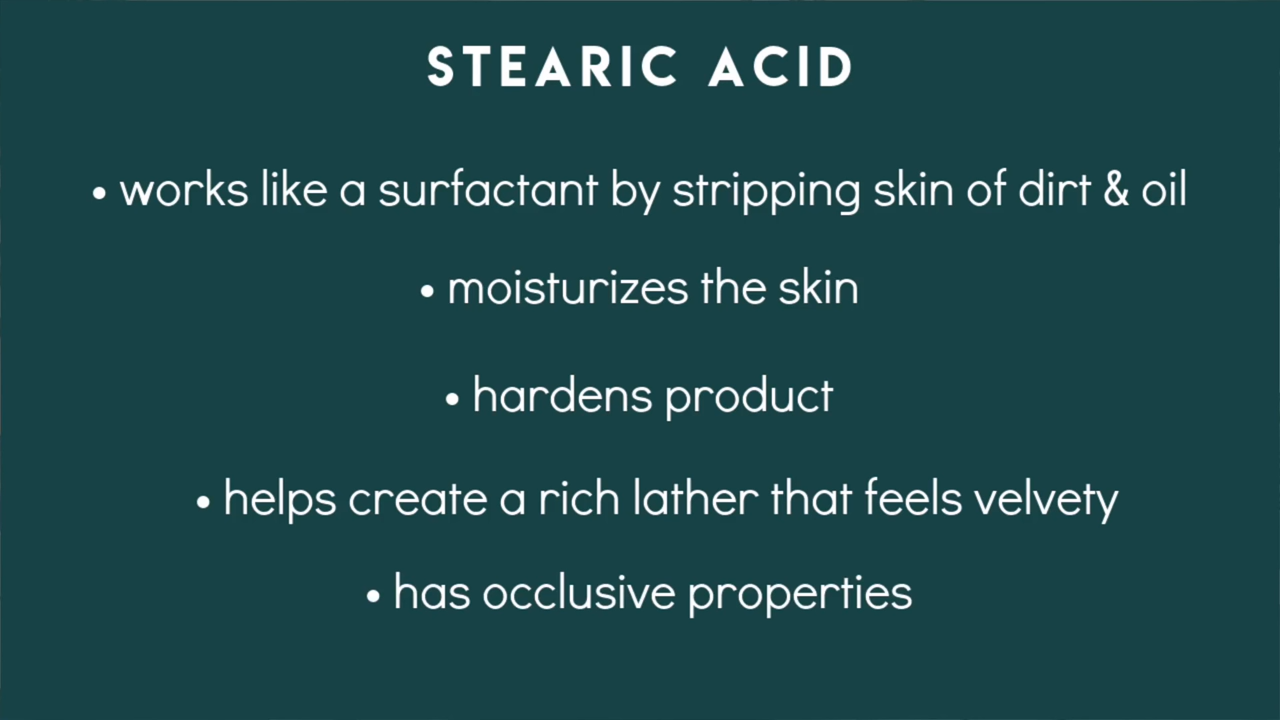 STEARIC ACID
• works like a surfactant by stripping skin of dirt & oil
• moisturizes the skin
• hardens product
• helps create a rich lather that feels velvety
• has occlusive properties